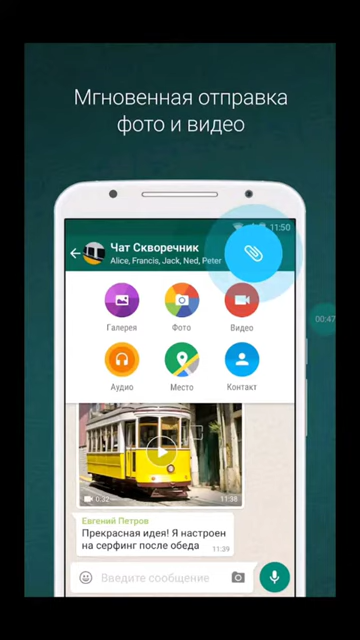 Мгновенная отправка
фото и видео
11:50
Чат Скворечник
Alice, Francis, Jack, Ned, Peter
Галерея
Фото
Видео
00:47
Аудио
Место
Контакт
0:32
11:38
Евгений Петров
Прекрасная идея! Я настроен
на серфинг после обеда
11:39
Введите сообщение